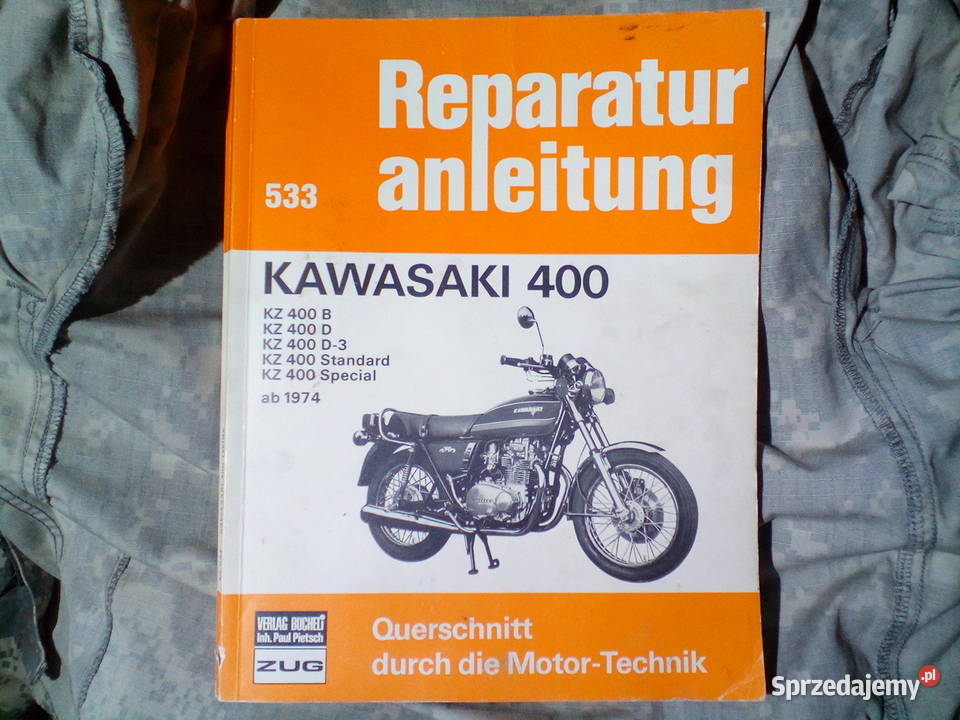 Reparatur
anleitung
533
KAWASAKI 400
KZ 400 B
KZ 400 D
KZ 400 D-3
KZ 400 Standard
KZ 400 Special
ab 1974
KAWASAKI
VERLAG BUCHELI
Inh. Paul Pietsch
ZUG
Querschnitt
durch die Motor-Technik
Sprzedajemy.pl